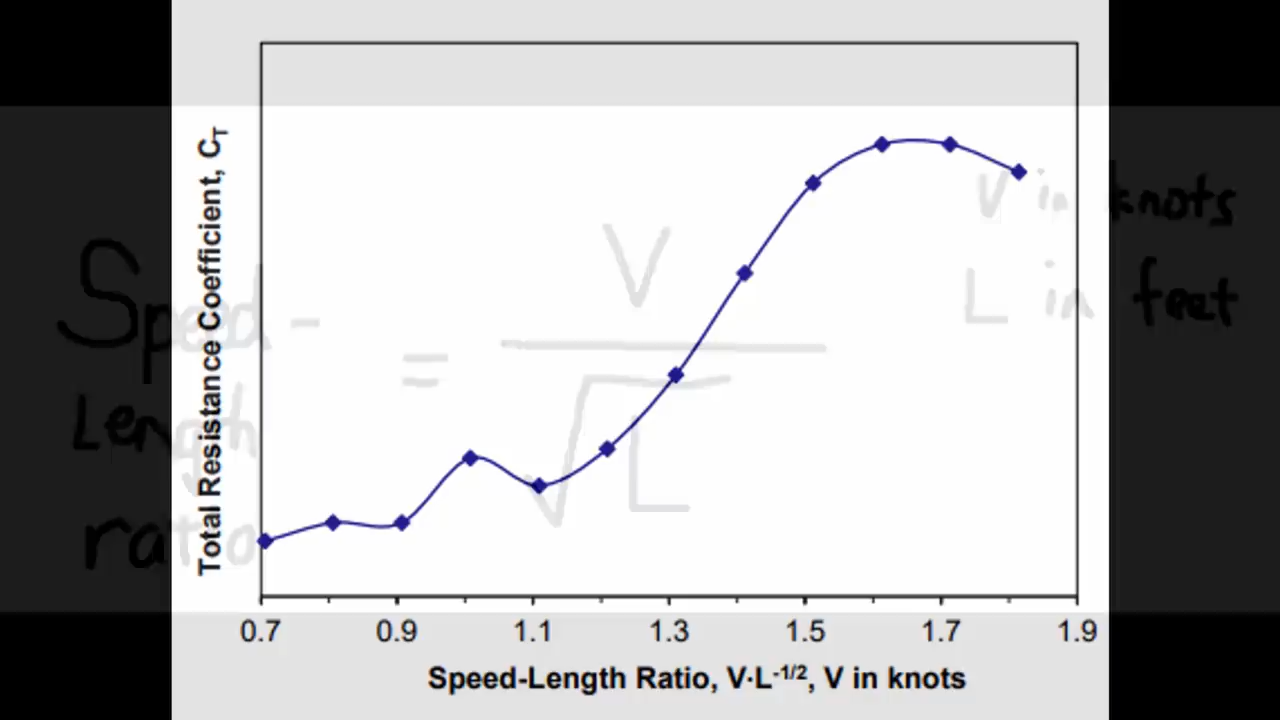 Total Resistance Coefficient, C_T
V in knots
L in feet
Speed-
Length
ratio
=
V
√L
0.7 0.9 1.1 1.3 1.5 1.7 1.9
Speed-Length Ratio, V·L^-1/2, V in knots